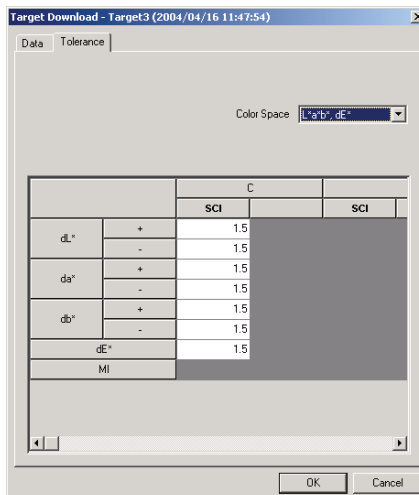 Target Download - Target3 (2004/04/16 11:47:54)
Data Tolerance
Color Space L*a*b*, dE*
C
SCI SCI
dL* + 1.5
- 1.5
da* + 1.5
- 1.5
db* + 1.5
- 1.5
dE* 1.5
MI
OK Cancel